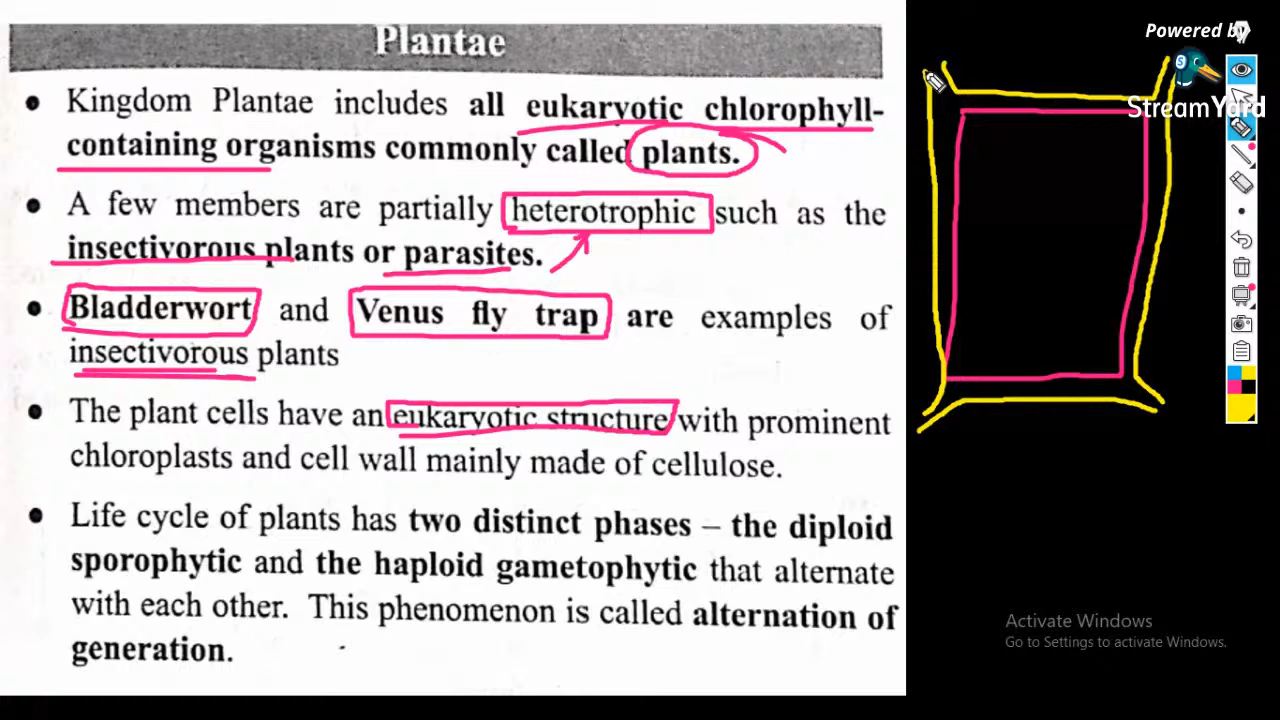 Plantae
Powered by
StreamYard
• Kingdom Plantae includes all eukaryotic chlorophyll-
containing organisms commonly called plants.
• A few members are partially heterotrophic such as the
insectivorous plants or parasites.
• Bladderwort and Venus fly trap are examples of
insectivorous plants
• The plant cells have an eukaryotic structure with prominent
chloroplasts and cell wall mainly made of cellulose.
• Life cycle of plants has two distinct phases – the diploid
sporophytic and the haploid gametophytic that alternate
with each other. This phenomenon is called alternation of
generation.
Activate Windows
Go to Settings to activate Windows.